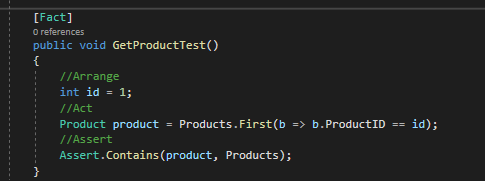 [Fact]
0 references
public void GetProductTest()
{
//Arrange
int id = 1;
//Act
Product product = Products.First(b => b.ProductID == id);
//Assert
Assert.Contains(product, Products);
}